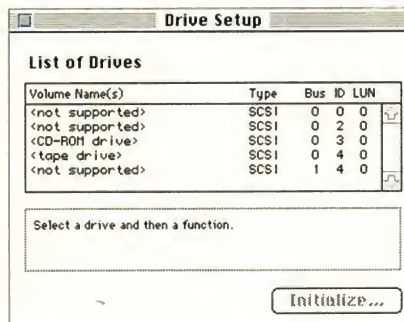 Drive Setup
List of Drives
Volume Name(s) Type Bus ID LUN
<not supported> SCSI 0 0 0
<not supported> SCSI 0 2 0
<CD-ROM drive> SCSI 0 3 0
<tape drive> SCSI 0 4 0
<not supported> SCSI 1 4 0
Select a drive and then a function.
Initialize...